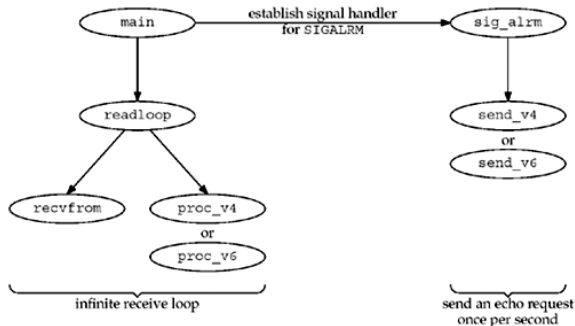 main
establish signal handler
for SIGALRM
sig_alrm
readloop
send_v4
or
send_v6
recvfrom
proc_v4
or
proc_v6
infinite receive loop
send an echo request
once per second